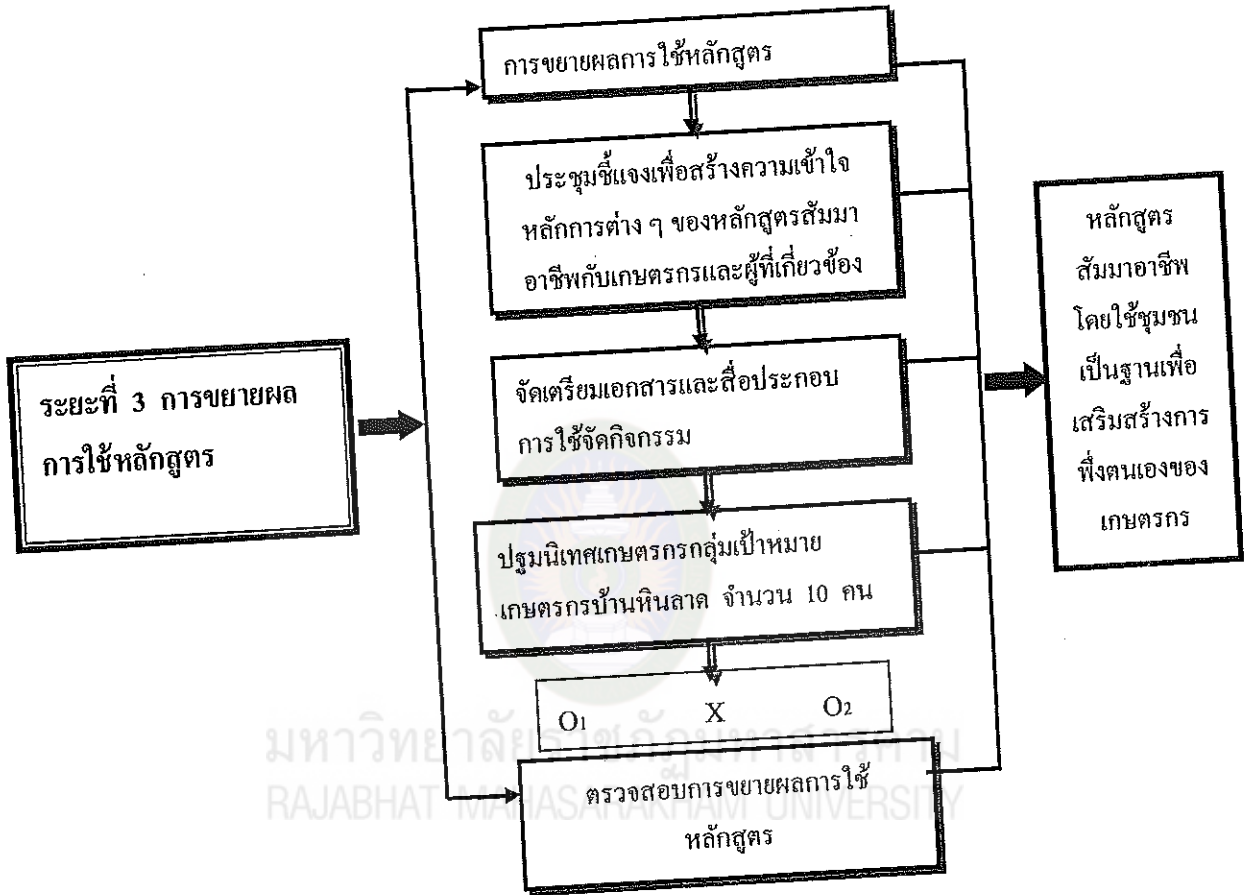 การขยายผลการใช้หลักสูตร
ประชุมชี้แจงเพื่อสร้างความเข้าใจ
หลักการต่าง ๆ ของหลักสูตรสัมมา
อาชีพกับเกษตรกรและผู้ที่เกี่ยวข้อง
ระยะที่ 3 การขยายผล
การใช้หลักสูตร
จัดเตรียมเอกสารและสื่อประกอบ
การใช้จัดกิจกรรม
ปฐมนิเทศเกษตรกรกลุ่มเป้าหมาย
เกษตรกรบ้านหินลาด จำนวน 10 คน
O1 X O2
ตรวจสอบการขยายผลการใช้
หลักสูตร
หลักสูตร
สัมมาอาชีพ
โดยใช้ชุมชน
เป็นฐานเพื่อ
เสริมสร้างการ
พึ่งตนเองของ
เกษตรกร
มหาวิทยาลัยราชภัฏมหาสารคาม
RAJABHAT MAHASARAKHAM UNIVERSITY